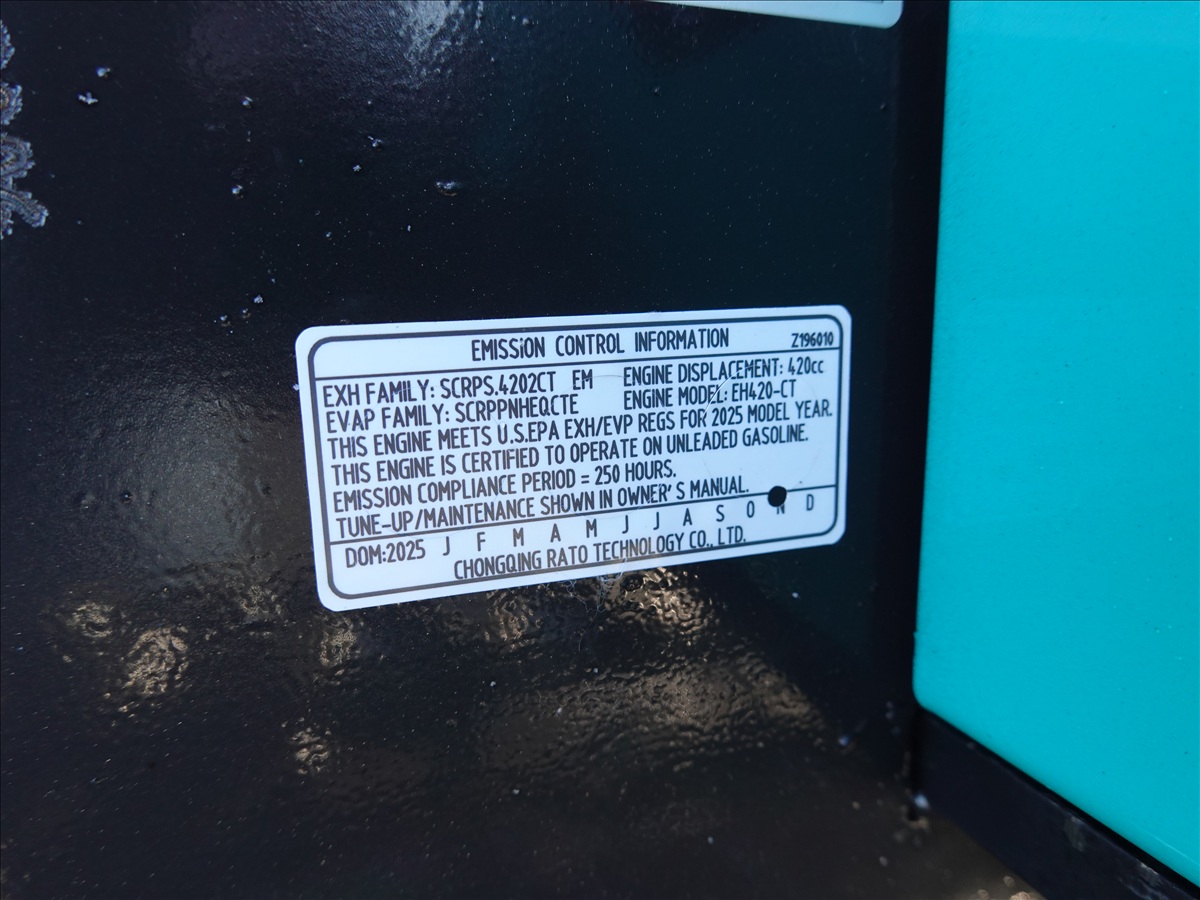 EMISSiON CONTROL INFORMATION Z196010
EXH FAMILY: SCRPS.4202CT EM ENGINE DISPLACEMENT: 420cc
EVAP FAMILY: SCRPPNHEQCTE ENGINE MODEL: EH420-CT
THIS ENGINE MEETS U.S.EPA EXH/EVP REGS FOR 2025 MODEL YEAR.
THIS ENGINE IS CERTIFIED TO OPERATE ON UNLEADED GASOLINE.
EMISSION COMPLIANCE PERIOD = 250 HOURS.
TUNE-UP/MAINTENANCE SHOWN IN OWNER'S MANUAL.
DOM:2025 J F M A M J J A S O N D
CHONGQING RATO TECHNOLOGY CO., LTD.